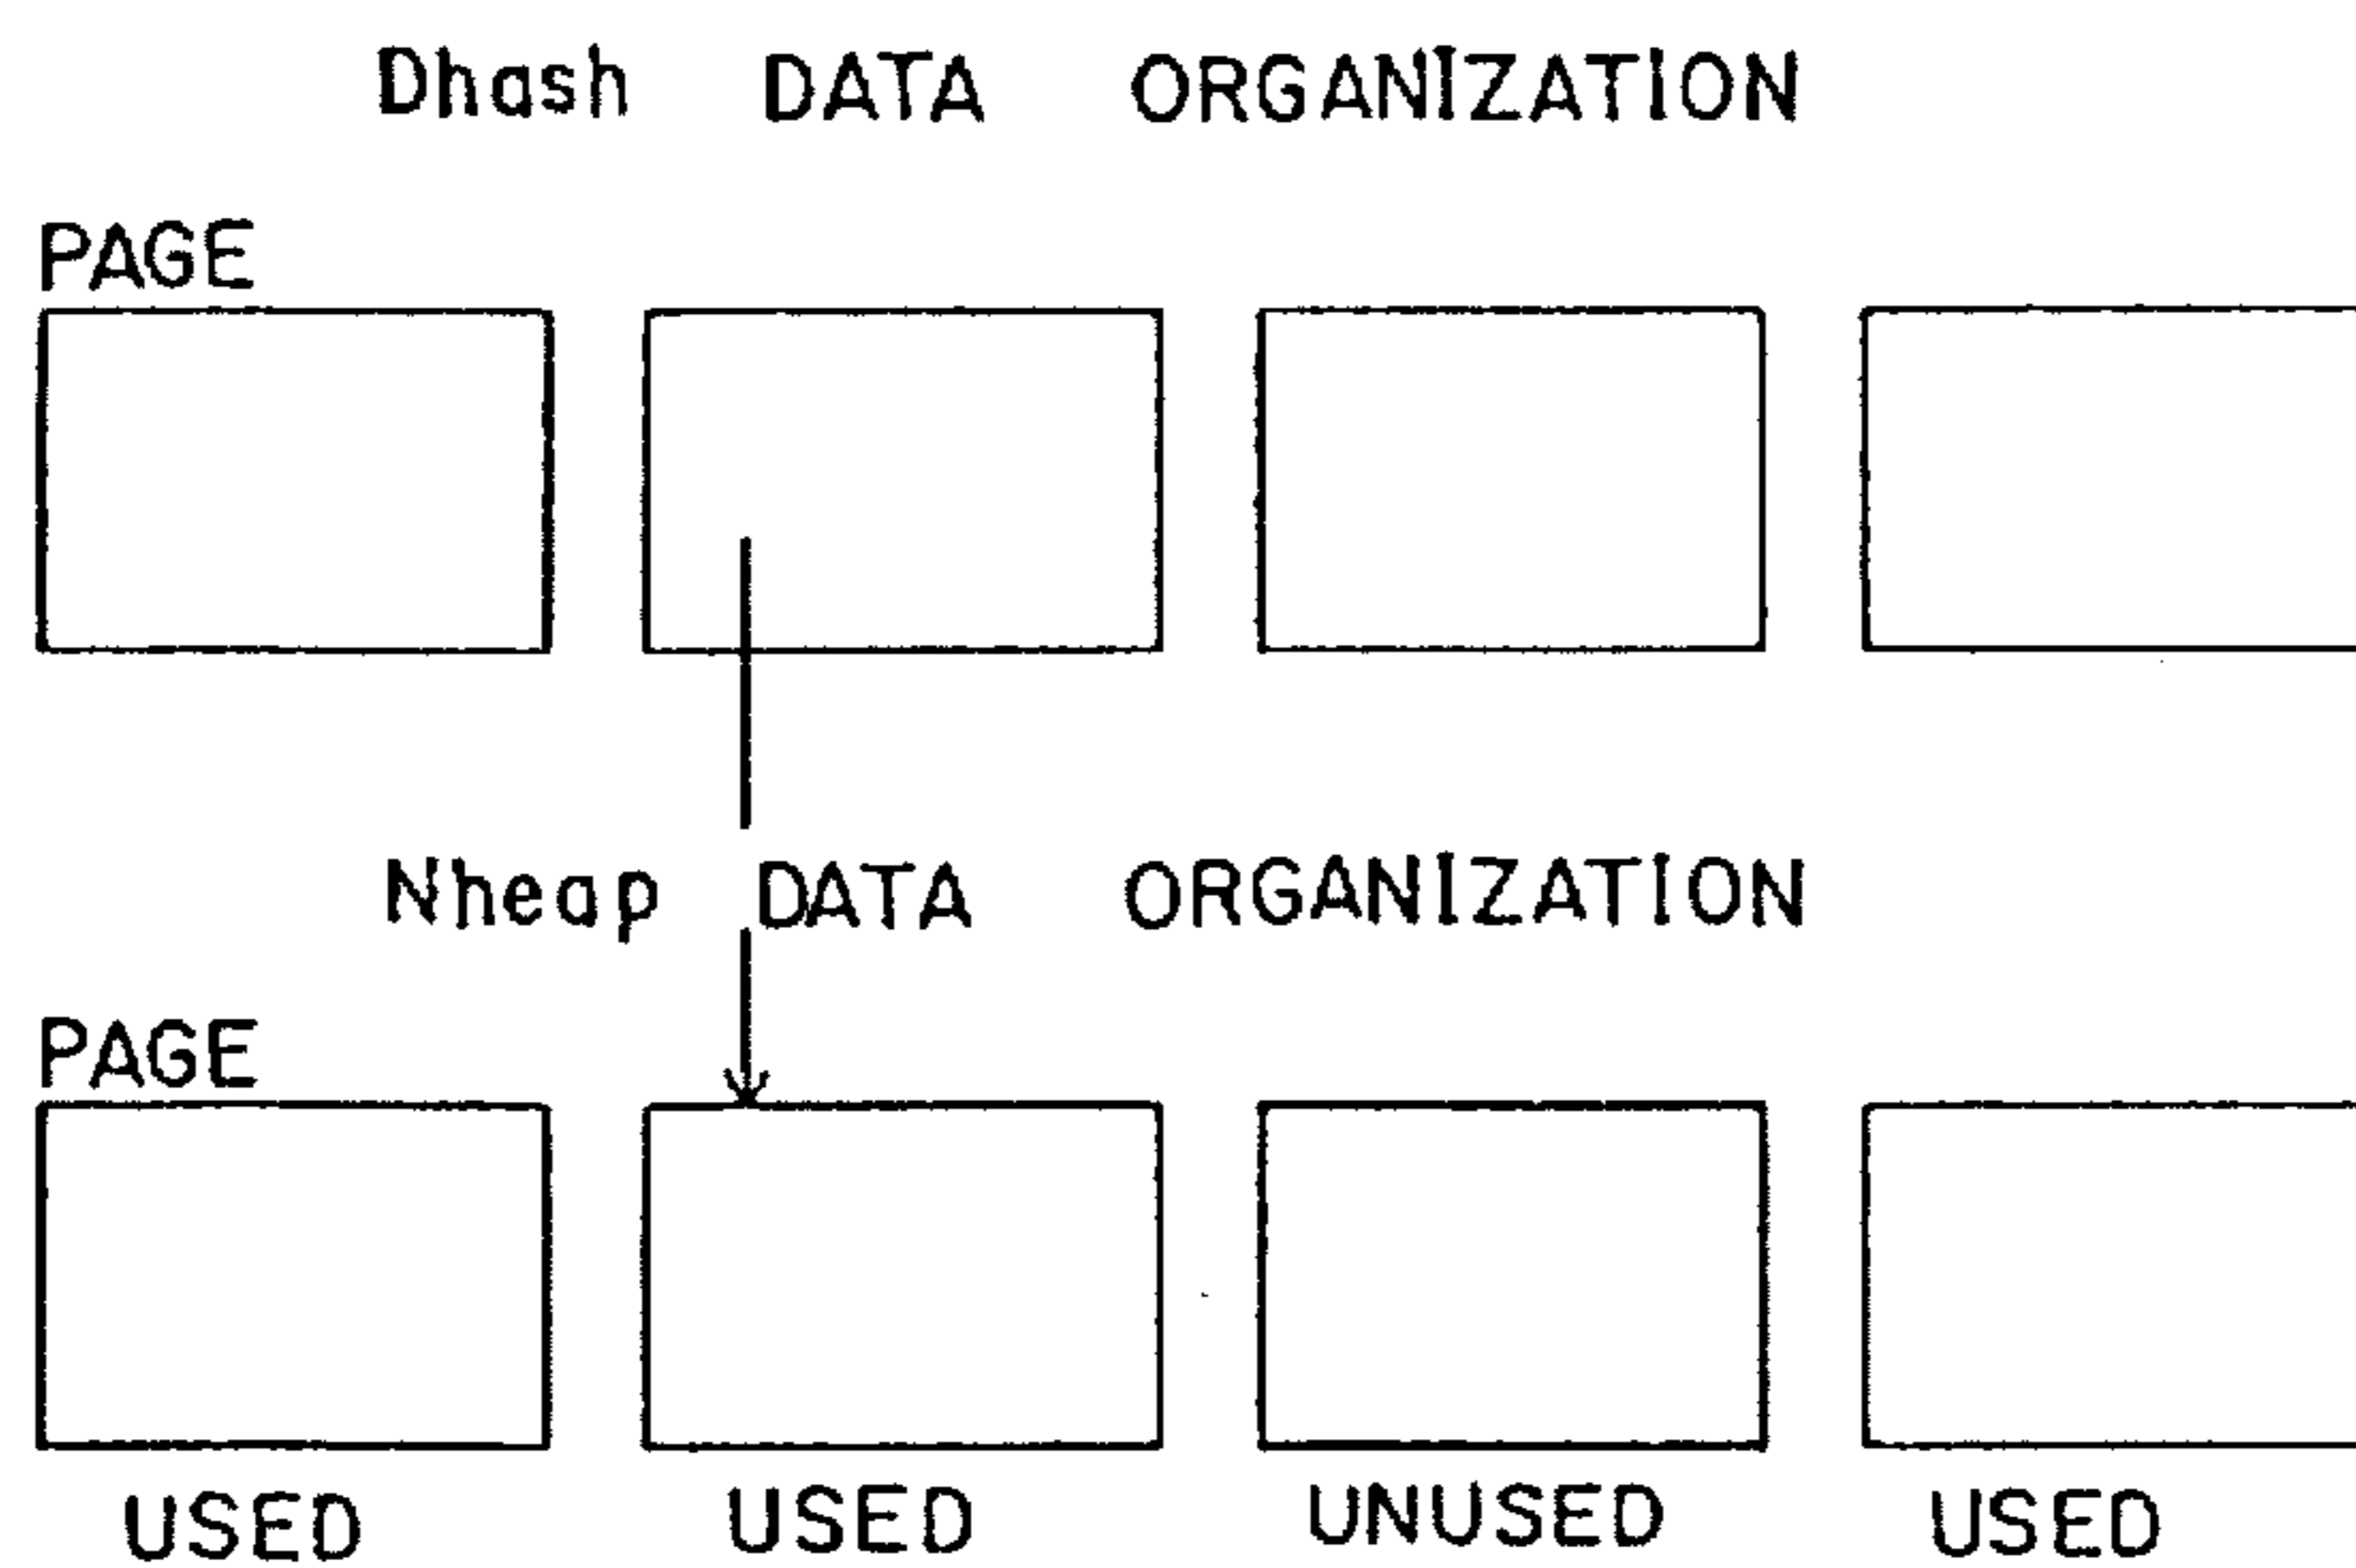 Dhash DATA ORGANIZATION
PAGE
Nheap DATA ORGANIZATION
PAGE
USED USED UNUSED USED